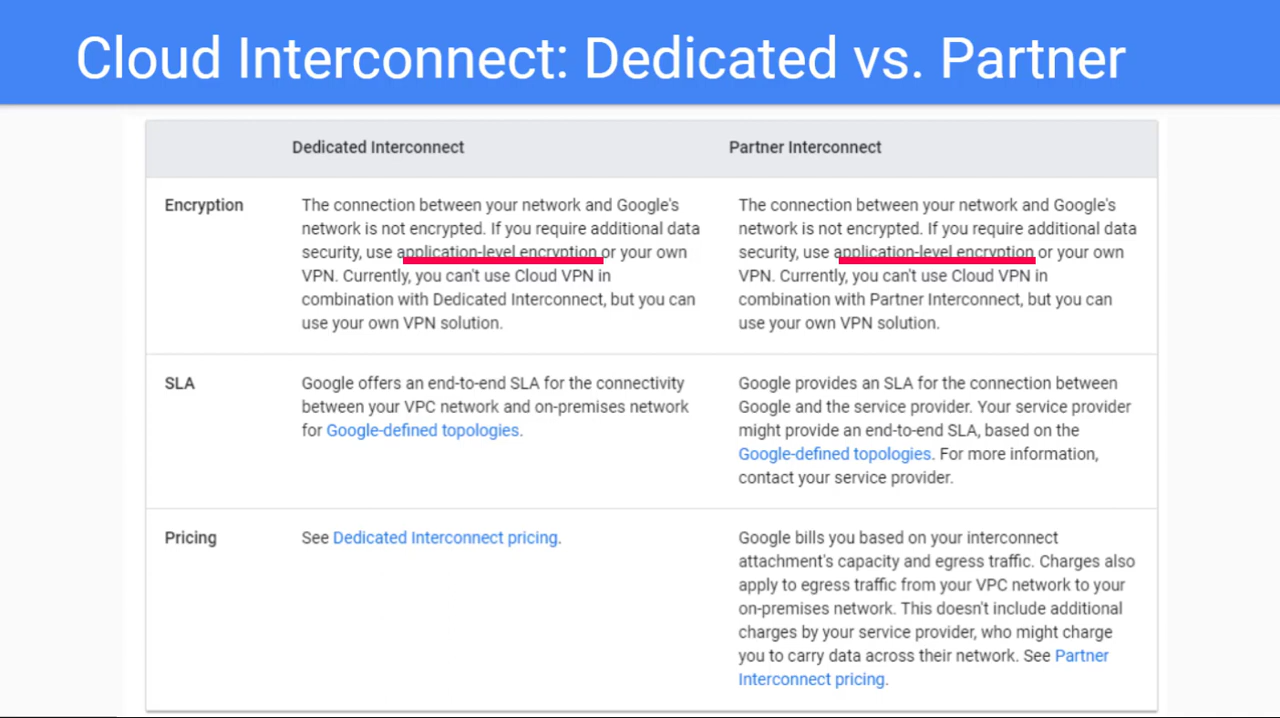 Cloud Interconnect: Dedicated vs. Partner
Dedicated Interconnect
Partner Interconnect
Encryption
The connection between your network and Google's
network is not encrypted. If you require additional data
security, use application-level encryption or your own
VPN. Currently, you can't use Cloud VPN in
combination with Dedicated Interconnect, but you can
use your own VPN solution.
The connection between your network and Google's
network is not encrypted. If you require additional data
security, use application-level encryption or your own
VPN. Currently, you can't use Cloud VPN in
combination with Partner Interconnect, but you can
use your own VPN solution.
SLA
Google offers an end-to-end SLA for the connectivity
between your VPC network and on-premises network
for Google-defined topologies.
Google provides an SLA for the connection between
Google and the service provider. Your service provider
might provide an end-to-end SLA, based on the
Google-defined topologies. For more information,
contact your service provider.
Pricing
See Dedicated Interconnect pricing.
Google bills you based on your interconnect
attachment's capacity and egress traffic. Charges also
apply to egress traffic from your VPC network to your
on-premises network. This doesn't include additional
charges by your service provider, who might charge
you to carry data across their network. See Partner
Interconnect pricing.